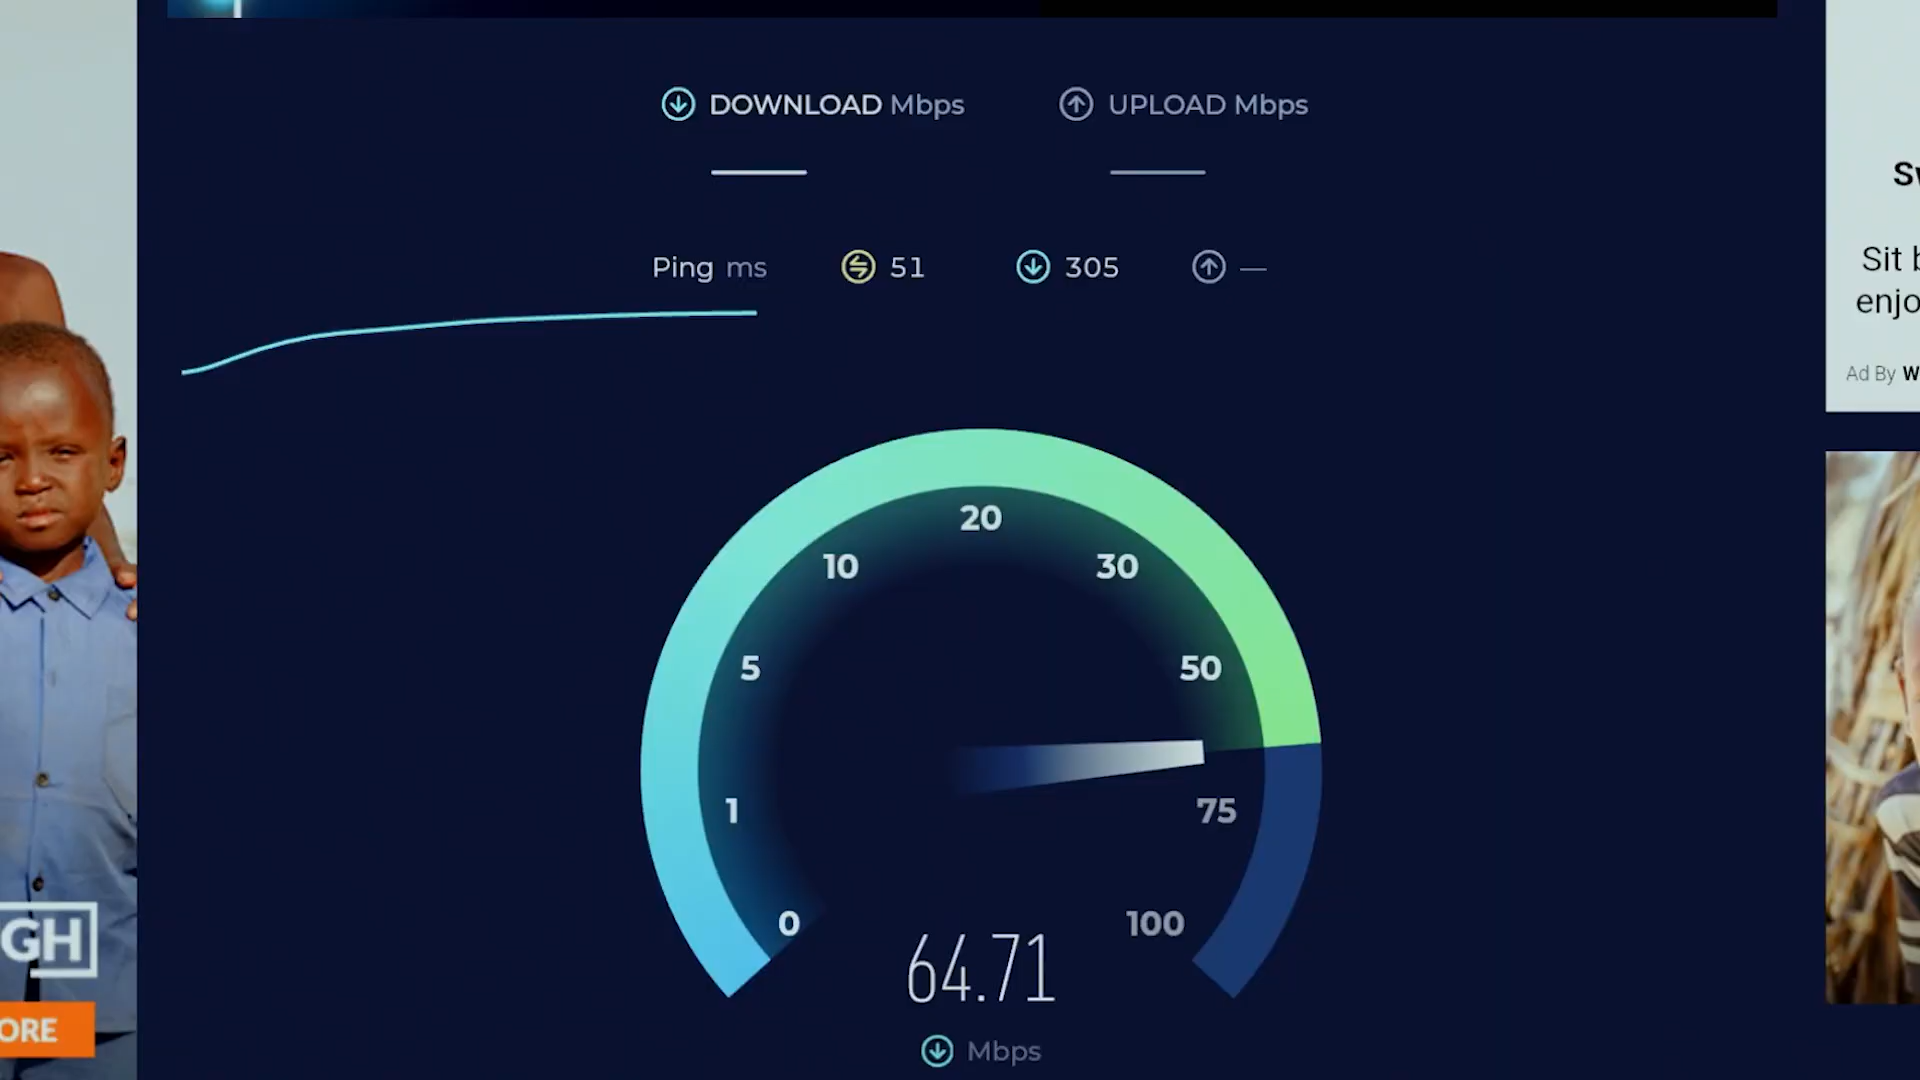 DOWNLOAD Mbps
UPLOAD Mbps
Ping ms 51 305 —
0
1
5
10
20
30
50
75
100
64.71
Mbps
Sit
enjo
Ad By W
GH
ORE